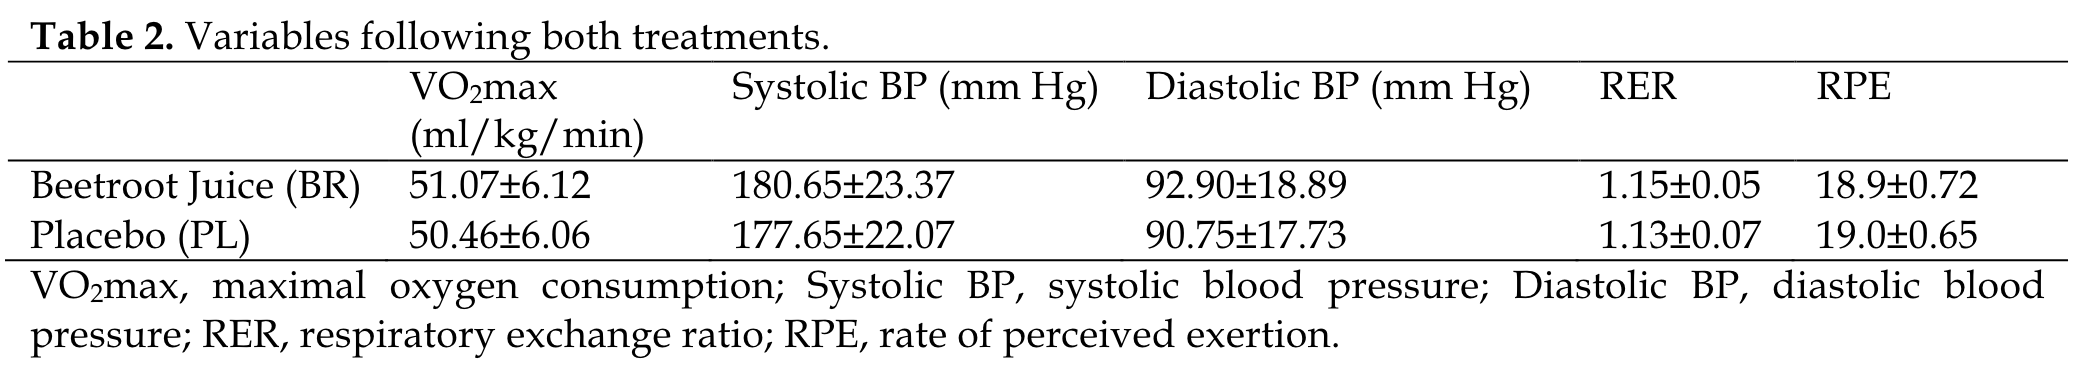 Table 2. Variables following both treatments.
VO₂max (ml/kg/min) Systolic BP (mm Hg) Diastolic BP (mm Hg) RER RPE
Beetroot Juice (BR) 51.07±6.12 180.65±23.37 92.90±18.89 1.15±0.05 18.9±0.72
Placebo (PL) 50.46±6.06 177.65±22.07 90.75±17.73 1.13±0.07 19.0±0.65
VO₂max, maximal oxygen consumption; Systolic BP, systolic blood pressure; Diastolic BP, diastolic blood
pressure; RER, respiratory exchange ratio; RPE, rate of perceived exertion.